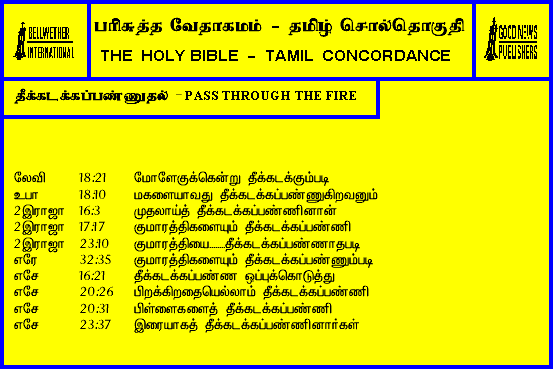 BELLWETHER
INTERNATIONAL
பரிசுத்த வேதாகமம் - தமிழ் சொல்தொகுதி
THE HOLY BIBLE - TAMIL CONCORDANCE
GOOD NEWS
PUBLISHERS
தீக்கடக்கப்பண்ணுதல் - PASS THROUGH THE FIRE
லேவி 18:21 மோளேகுக்கென்று தீக்கடக்கும்படி
உபா 18:10 மகளையாவது தீக்கடக்கப்பண்ணுகிறவனும்
2இராஜா 16:3 முதலாய்த் தீக்கடக்கப்பண்ணினான்
2இராஜா 17:17 குமாரத்திகளையும் தீக்கடக்கப்பண்ணி
2இராஜா 23:10 குமாரத்தியை.......தீக்கடக்கப்பண்ணாதபடி
எரே 32:35 குமாரத்திகளையும் தீக்கடக்கப்பண்ணும்படி
எசே 16:21 தீக்கடக்கப்பண்ண ஒப்புக்கொடுத்து
எசே 20:26 பிறக்கிறதையெல்லாம் தீக்கடக்கப்பண்ணி
எசே 20:31 பிள்ளைகளைத் தீக்கடக்கப்பண்ணி
எசே 23:37 இரையாகத் தீக்கடக்கப்பண்ணினார்கள்